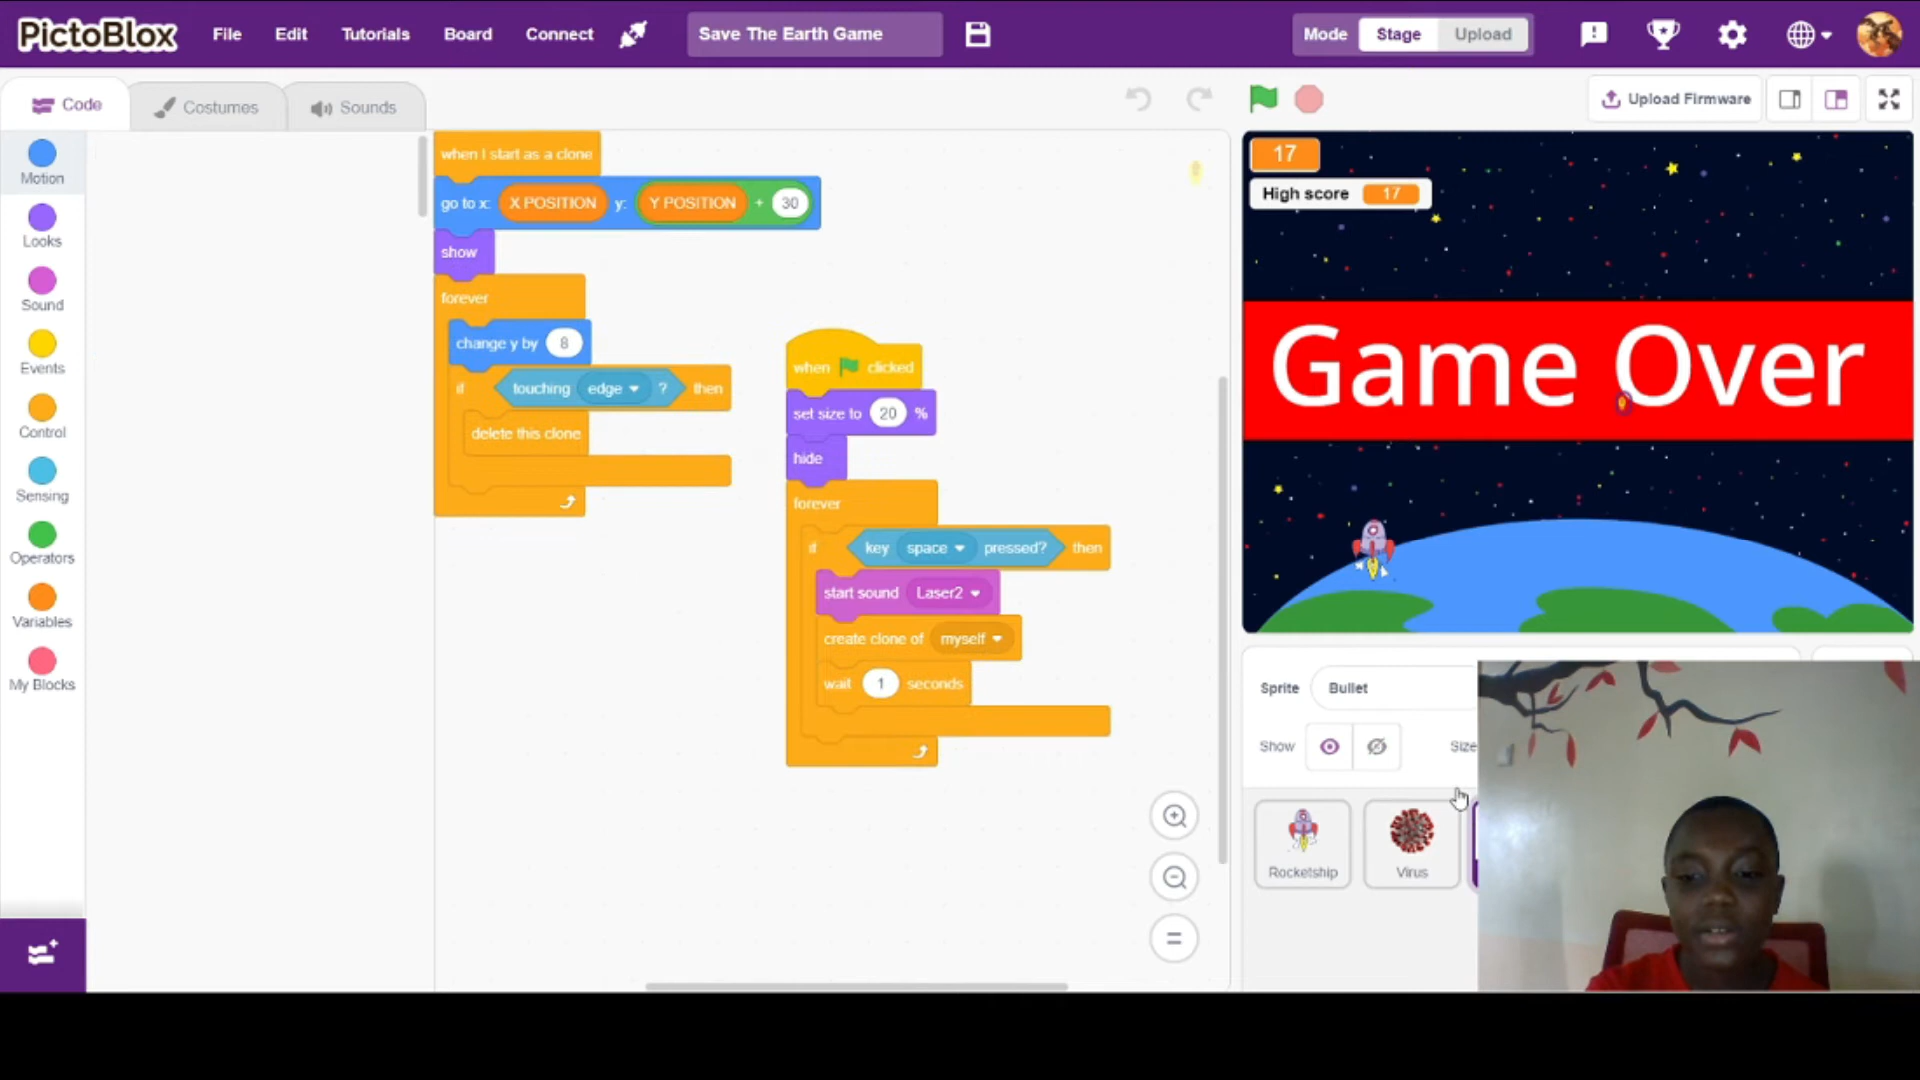 PictoBlox File Edit Tutorials Board Connect Save The Earth Game Mode Stage Upload
Code Costumes Sounds Upload Firmware
Motion
Looks
Sound
Events
Control
Sensing
Operators
Variables
My Blocks
when I start as a clone
go to x: X POSITION y: Y POSITION + 30
show
forever
change y by 8
if touching edge ? then
delete this clone
when clicked
set size to 20 %
hide
forever
if key space pressed? then
start sound Laser2
create clone of myself
wait 1 seconds
17
High score 17
Game Over
Sprite Bullet
Show Size
Rocketship Virus